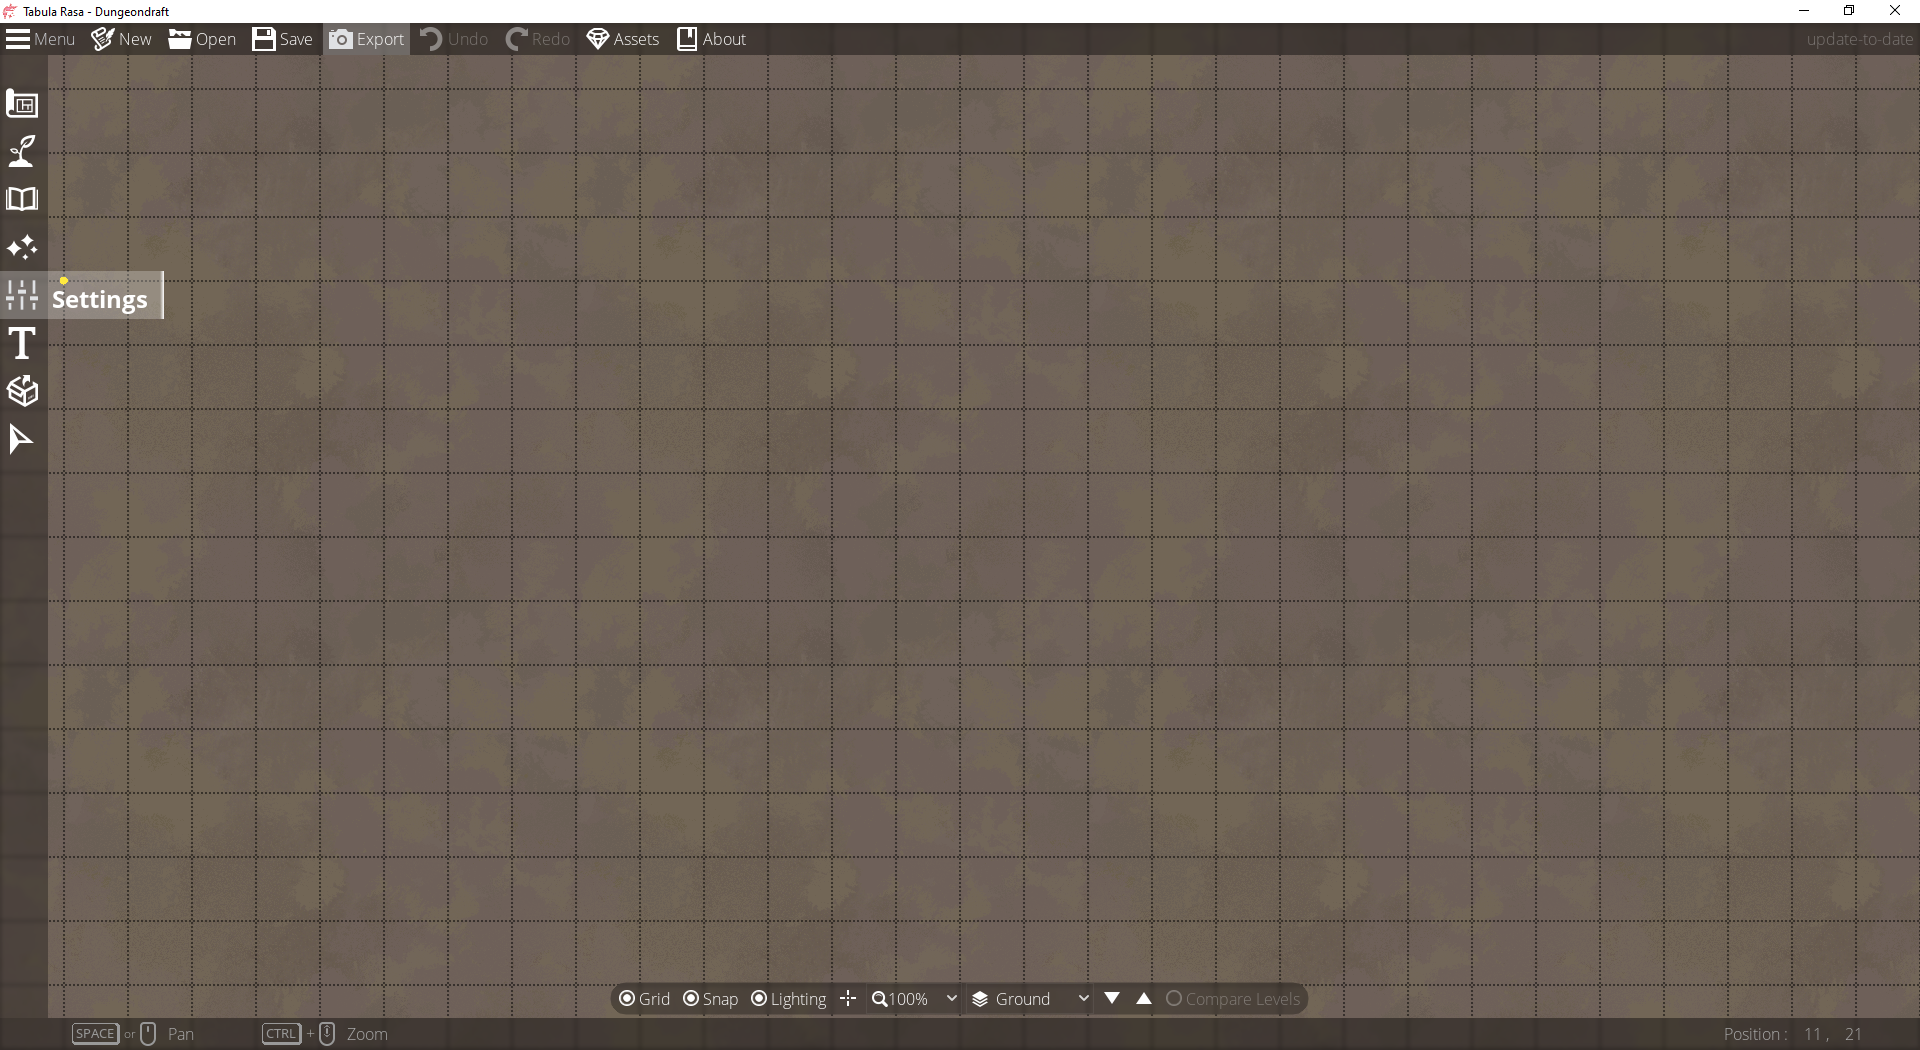 Tabula Rasa - Dungeondraft
Menu New Open Save Export Undo Redo Assets About update-to-date
Settings
Grid Snap Lighting 100% Ground Compare Levels
SPACE or Pan CTRL + Zoom Position : 11 , 21